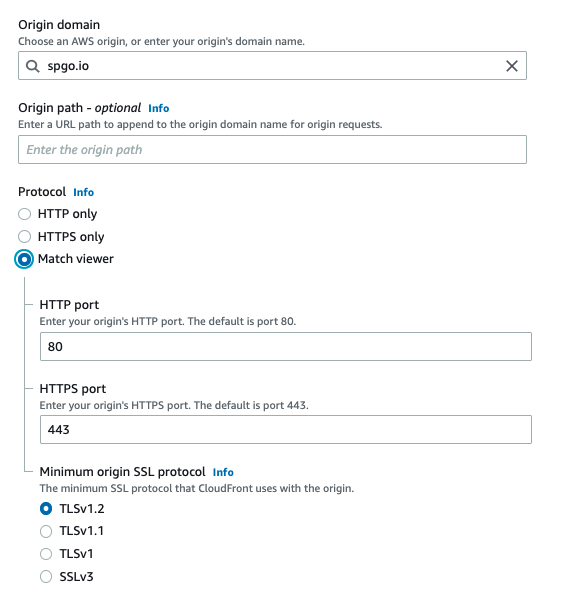 Origin domain
Choose an AWS origin, or enter your origin's domain name.
spgo.io
Origin path - optional Info
Enter a URL path to append to the origin domain name for origin requests.
Enter the origin path
Protocol Info
HTTP only
HTTPS only
Match viewer
HTTP port
Enter your origin's HTTP port. The default is port 80.
80
HTTPS port
Enter your origin's HTTPS port. The default is port 443.
443
Minimum origin SSL protocol Info
The minimum SSL protocol that CloudFront uses with the origin.
TLSv1.2
TLSv1.1
TLSv1
SSLv3